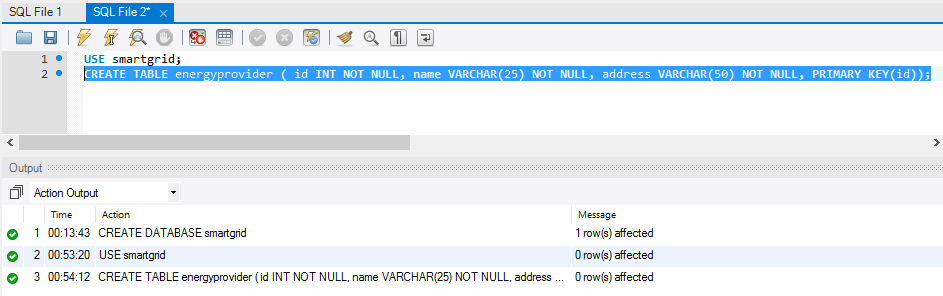 SQL File 1 SQL File 2*
1 USE smartgrid;
2 CREATE TABLE energyprovider ( id INT NOT NULL, name VARCHAR(25) NOT NULL, address VARCHAR(50) NOT NULL, PRIMARY KEY(id));
Output
Action Output
Time Action Message
1 00:13:43 CREATE DATABASE smartgrid 1 row(s) affected
2 00:53:20 USE smartgrid 0 row(s) affected
3 00:54:12 CREATE TABLE energyprovider ( id INT NOT NULL, name VARCHAR(25) NOT NULL, address ... 0 row(s) affected